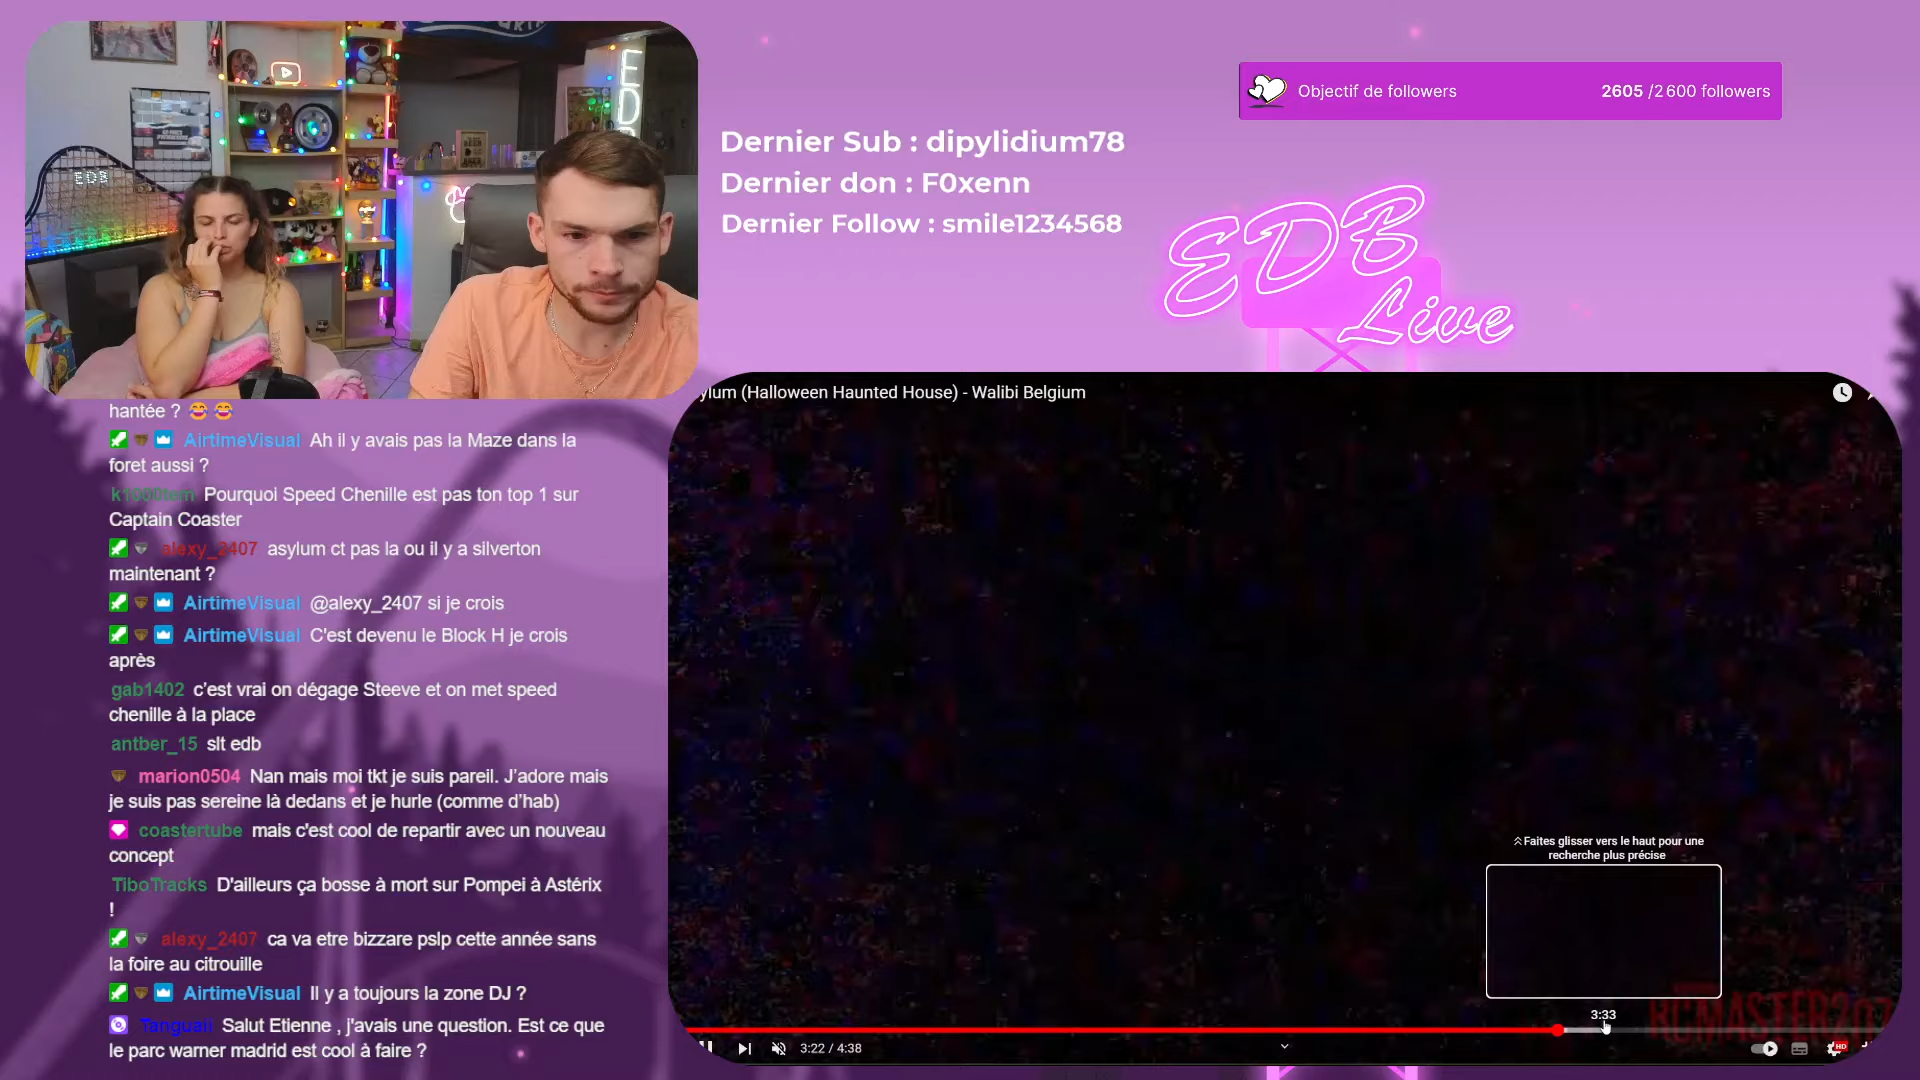 EDB
EDB
Objectif de followers
2605 /2 600 followers
Dernier Sub : dipylidium78
Dernier don : F0xenn
Dernier Follow : smile1234568
EDB
Live
ylum (Halloween Haunted House) - Walibi Belgium
hantée ? 😂 😂
AirtimeVisual Ah il y avais pas la Maze dans la
foret aussi ?
k1000tem Pourquoi Speed Chenille est pas ton top 1 sur
Captain Coaster
alexy_2407 asylum ct pas la ou il y a silverton
maintenant ?
AirtimeVisual @alexy_2407 si je crois
AirtimeVisual C'est devenu le Block H je crois
après
gab1402 c’est vrai on dégage Steeve et on met speed
chenille à la place
antber_15 slt edb
marion0504 Nan mais moi tkt je suis pareil. J’adore mais
je suis pas sereine là dedans et je hurle (comme d’hab)
coastertube mais c'est cool de repartir avec un nouveau
concept
TiboTracks D'ailleurs ça bosse à mort sur Pompei à Astérix
!
alexy_2407 ca va etre bizzare pslp cette année sans
la foire au citrouille
AirtimeVisual Il y a toujours la zone DJ ?
Salut Etienne , j'avais une question. Est ce que
le parc warner madrid est cool à faire ?
Faites glisser vers le haut pour une
recherche plus précise
3:33
RCMASTER207
3:22 / 4:38
HD